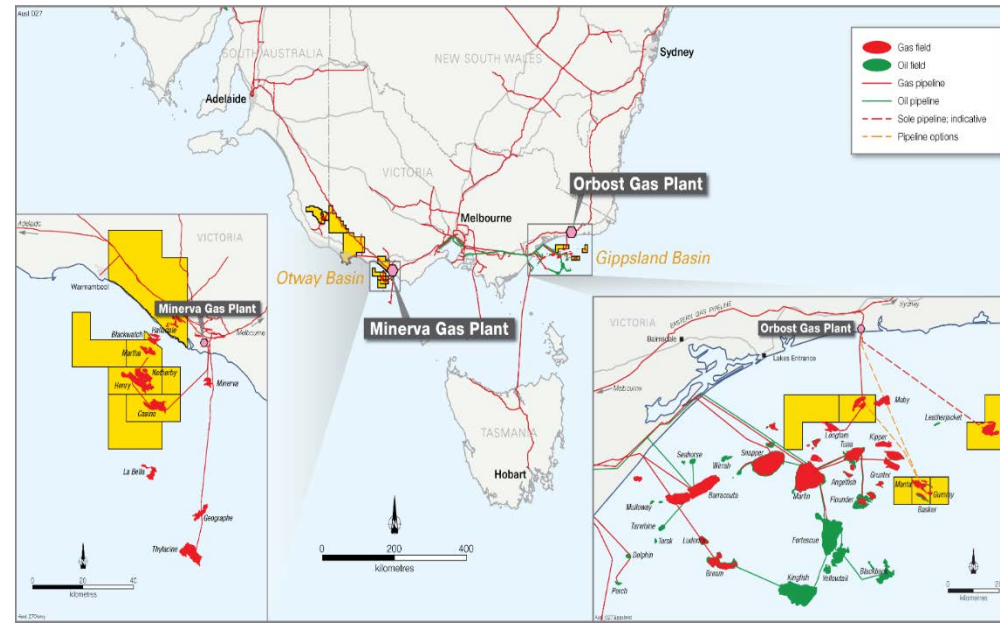 Aust 027
SOUTH AUSTRALIA
NEW SOUTH WALES
Sydney
Adelaide
VICTORIA
Melbourne
Orbost Gas Plant
Otway Basin
Gippsland Basin
Minerva Gas Plant
TASMANIA
Hobart
0 200 400
kilometres
Gas field
Oil field
Gas pipeline
Oil pipeline
Sole pipeline; indicative
Pipeline options
Adelaide
VICTORIA
Warrnambool
Minerva Gas Plant
Melbourne
Blackwatch
Halladale
Martha
Netherby
Henry
Minerva
Casino
La Bella
Geographe
Thylacine
0 20 40
kilometres
Sydney
VICTORIA
EASTERN GAS PIPELINE
Orbost Gas Plant
Bairnsdale
Lakes Entrance
Melbourne
Moby
Leatherjacket
Longtom
Tuna
Kipper
Snapper
Seahorse
Wirrah
Angelfish
Grunter
Manta
Gummy
Basker
Marlin
Flounder
Barracouta
Mulloway
Tarwhine
Tarak
Luderick
Fortescue
Dolphin
Bream
Yellowtail
Blackback
Kingfish
Perch
kilometres